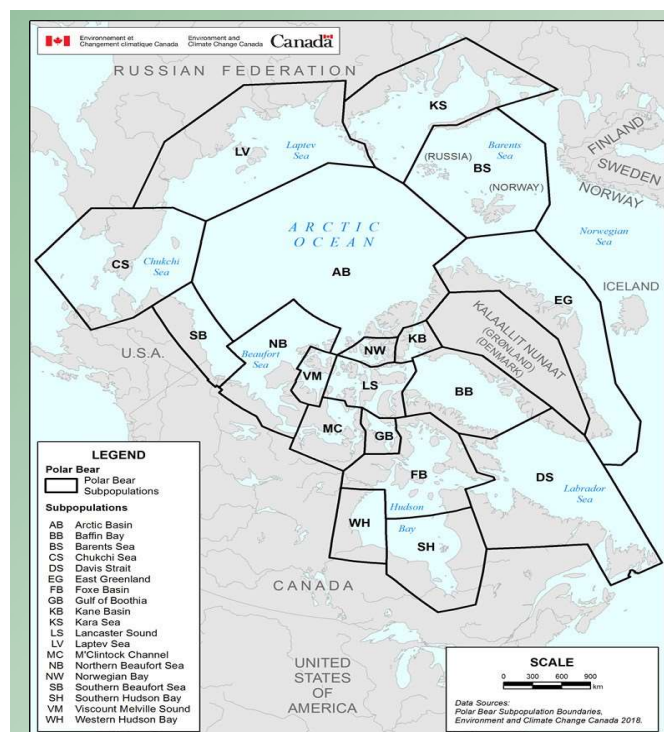 Environnement et
Changement climatique Canada
Environment and
Climate Change Canada
Canada
RUSSIAN FEDERATION
KS
LV
Laptev
Sea
(RUSSIA)
Barents
Sea
BS
(NORWAY)
FINLAND
SWEDEN
NORWAY
ARCTIC
OCEAN
AB
Norwegian
Sea
CS
Chukchi
Sea
ICELAND
EG
KALAALLIT NUNAAT
(GRØNLAND)
(DENMARK)
U.S.A.
SB
NB
Beaufort
Sea
NW
KB
VM
LS
BB
MC
GB
FB
DS
Labrador
Sea
Hudson
Bay
WH
SH
CANADA
UNITED
STATES
OF
AMERICA
LEGEND
Polar Bear
Polar Bear
Subpopulations
Subpopulations
AB Arctic Basin
BB Baffin Bay
BS Barents Sea
CS Chukchi Sea
DS Davis Strait
EG East Greenland
FB Foxe Basin
GB Gulf of Boothia
KB Kane Basin
KS Kara Sea
LS Lancaster Sound
LV Laptev Sea
MC M'Clintock Channel
NB Northern Beaufort Sea
NW Norwegian Bay
SB Southern Beaufort Sea
SH Southern Hudson Bay
VM Viscount Melville Sound
WH Western Hudson Bay
SCALE
0 300 600 900
km
Data Sources:
Polar Bear Subpopulation Boundaries,
Environment and Climate Change Canada 2018.